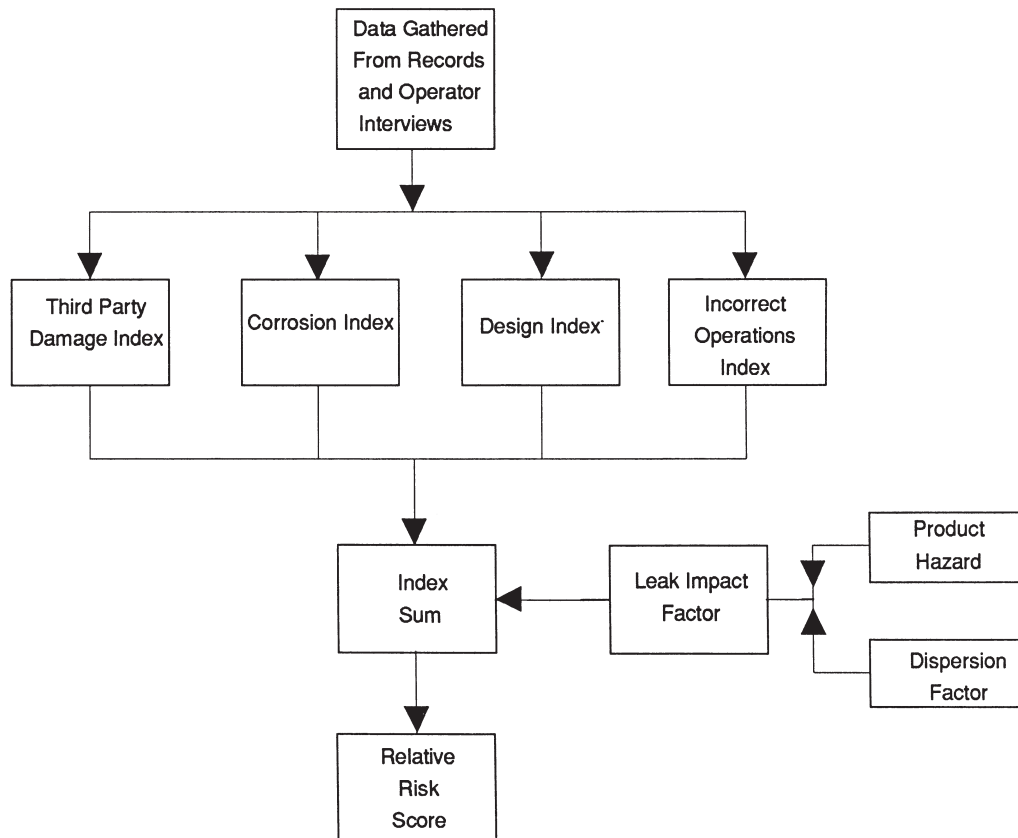 Data Gathered
From Records
and Operator
Interviews
Third Party
Damage Index
Corrosion Index
Design Index
Incorrect
Operations
Index
Index
Sum
Leak Impact
Factor
Product
Hazard
Dispersion
Factor
Relative
Risk
Score